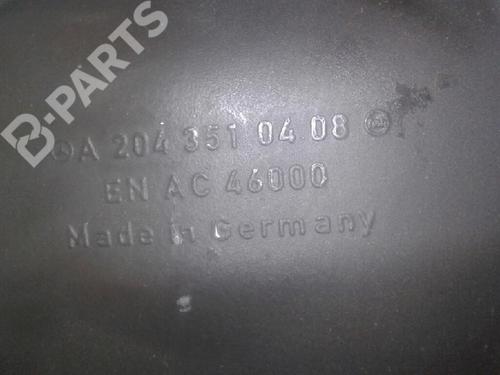 B-PARTS
A 204 351 04 08
EN AC 46000
Made in Germany